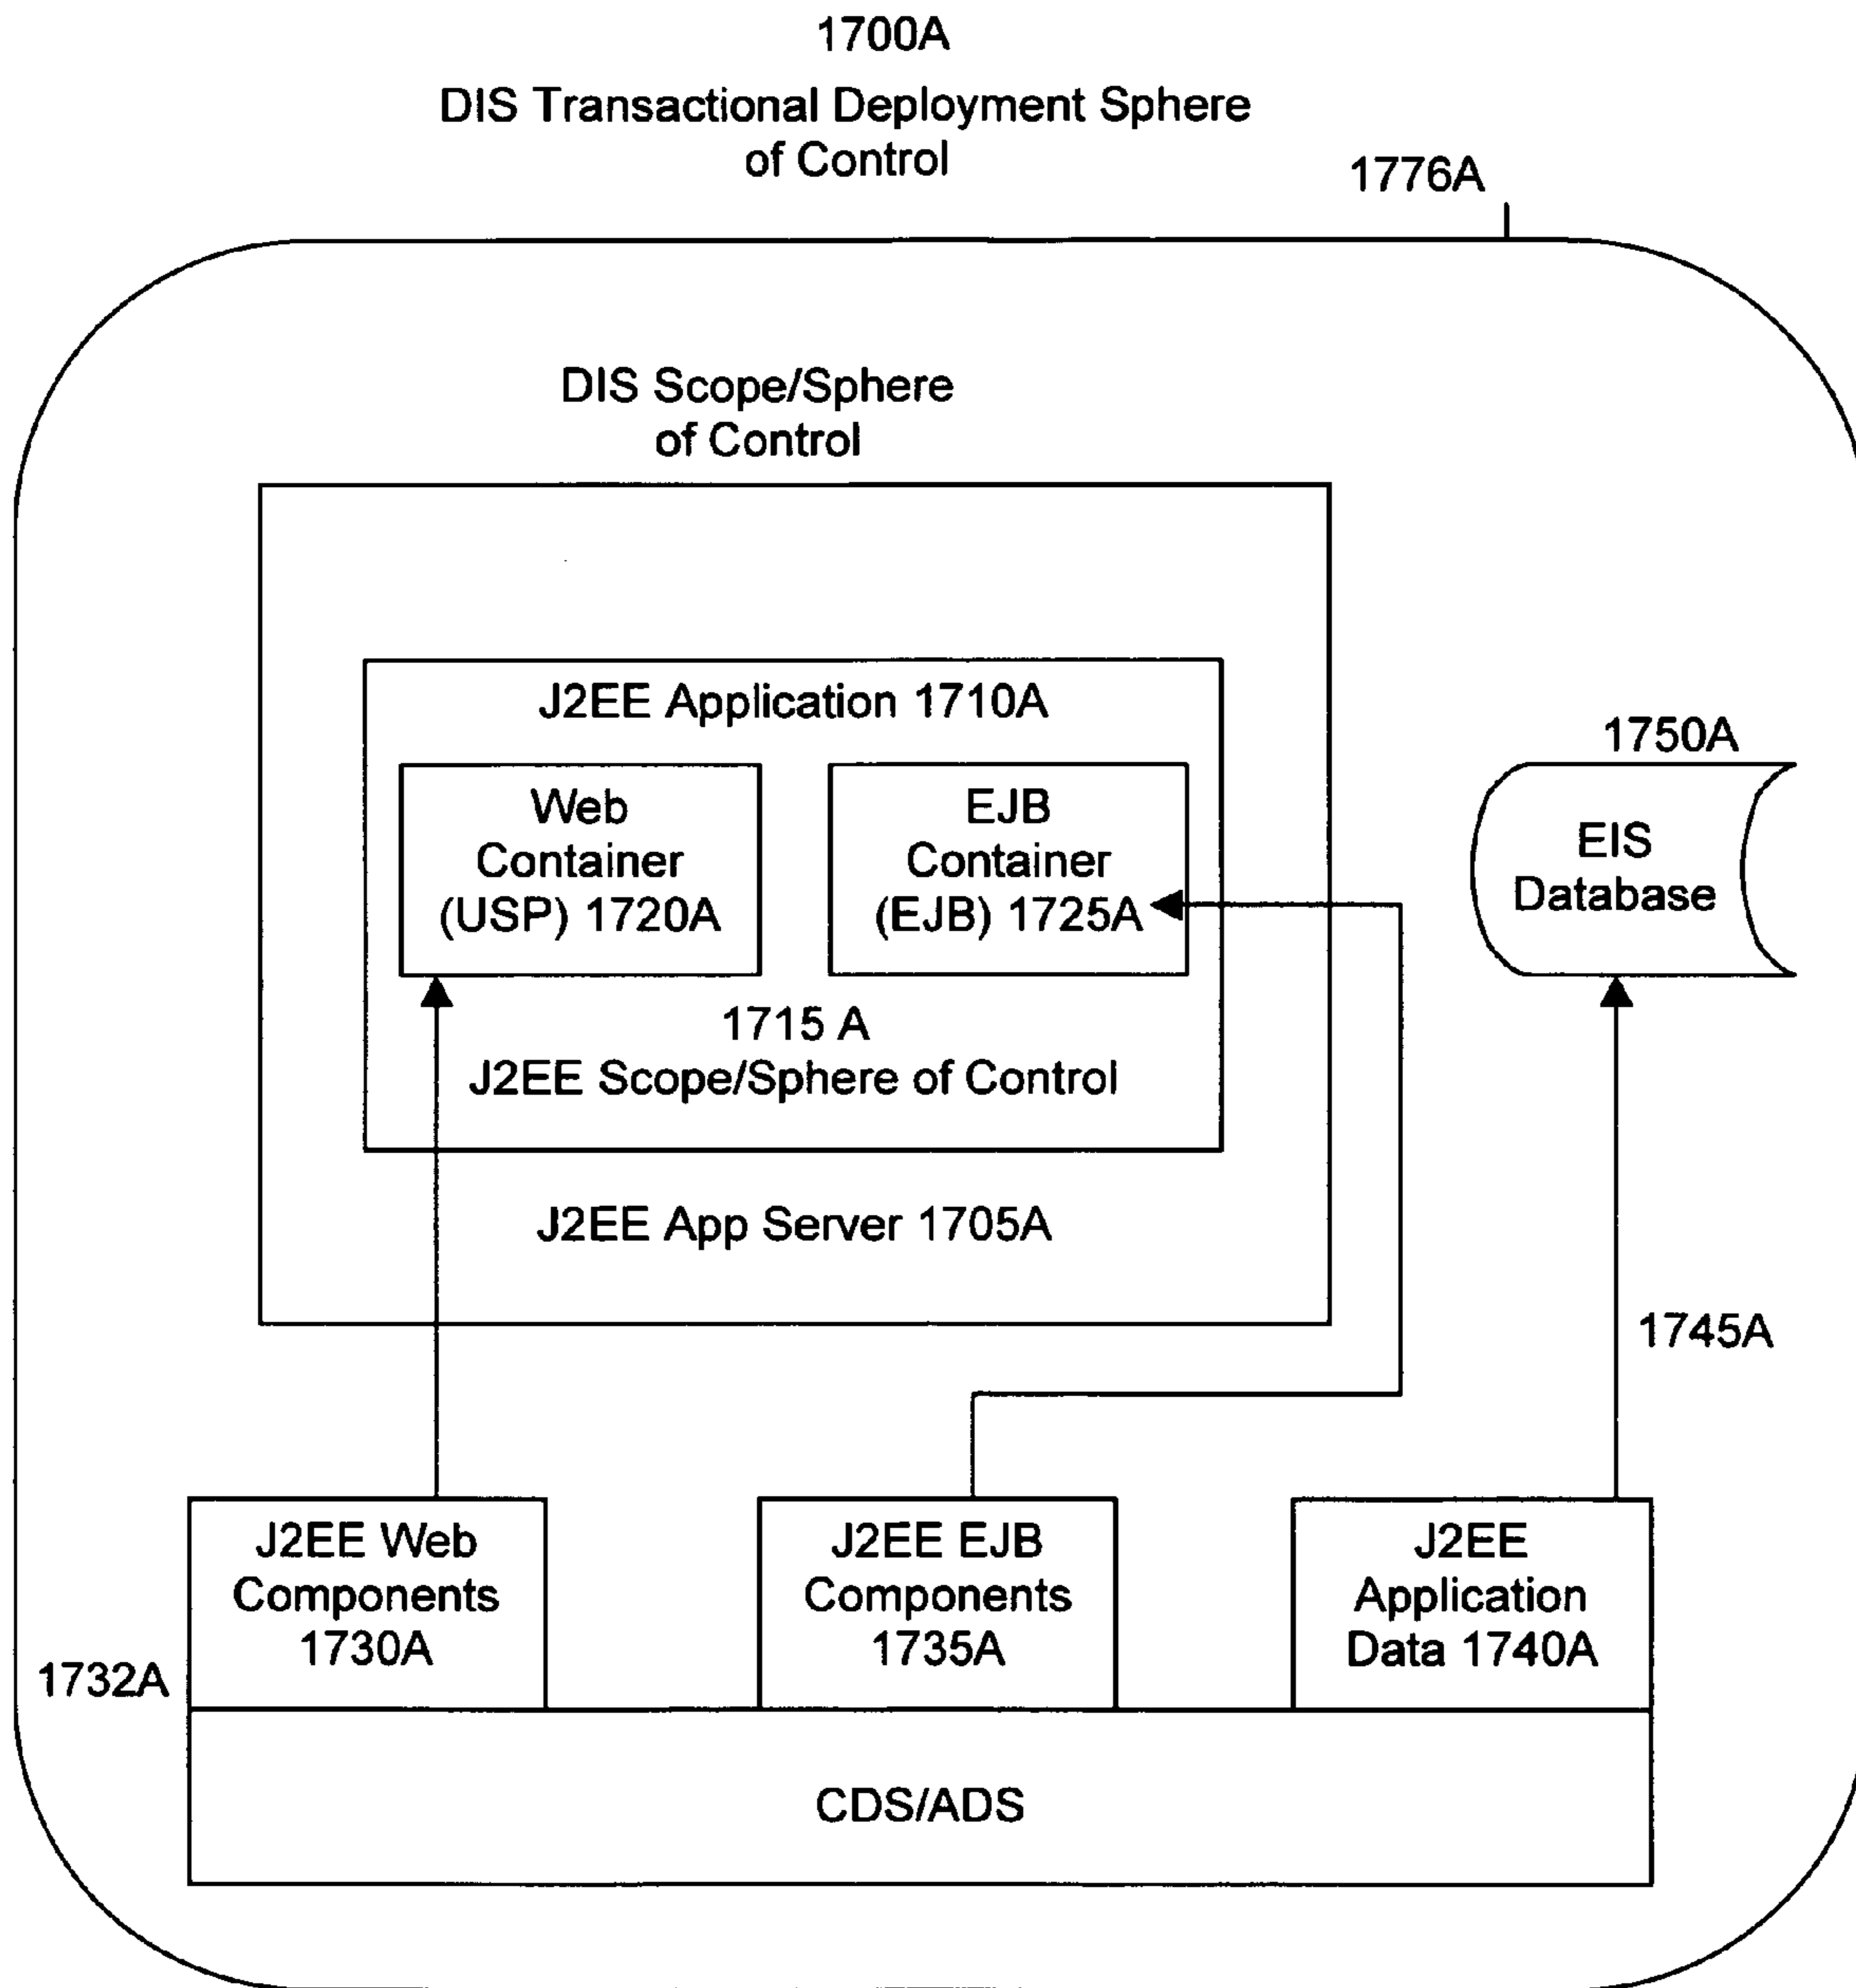 1700A
DIS Transactional Deployment Sphere
of Control
1776A
DIS Scope/Sphere
of Control
J2EE Application 1710A
Web
Container
(USP) 1720A
EJB
Container
(EJB) 1725A
1750A
EIS
Database
1715 A
J2EE Scope/Sphere of Control
J2EE App Server 1705A
1745A
J2EE Web
Components
1730A
J2EE EJB
Components
1735A
J2EE
Application
Data 1740A
1732A
CDS/ADS